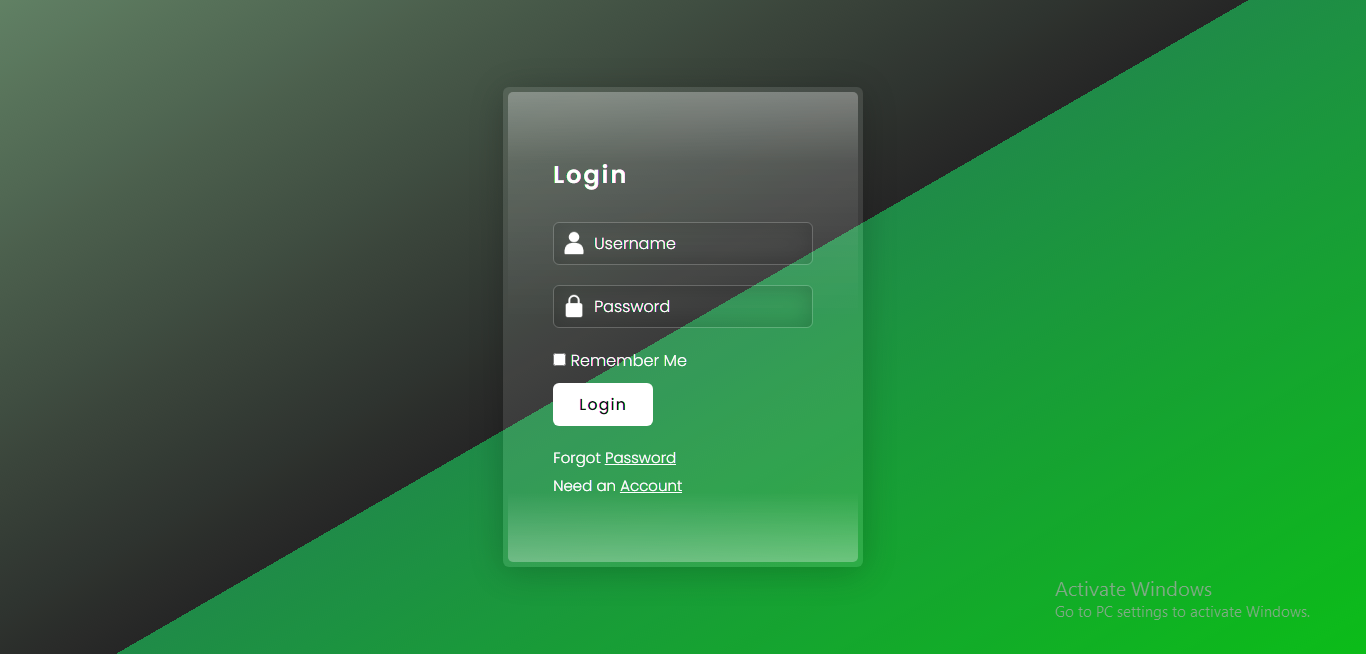 Login
Username
Password
Remember Me
Login
Forgot Password
Need an Account
Activate Windows
Go to PC settings to activate Windows.